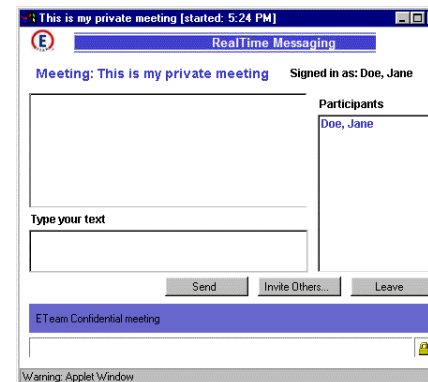 This is my private meeting [started: 5:24 PM]
E
RealTime Messaging
Meeting: This is my private meeting
Signed in as: Doe, Jane
Participants
Doe, Jane
Type your text
Send
Invite Others...
Leave
ETeam Confidential meeting
Warning: Applet Window